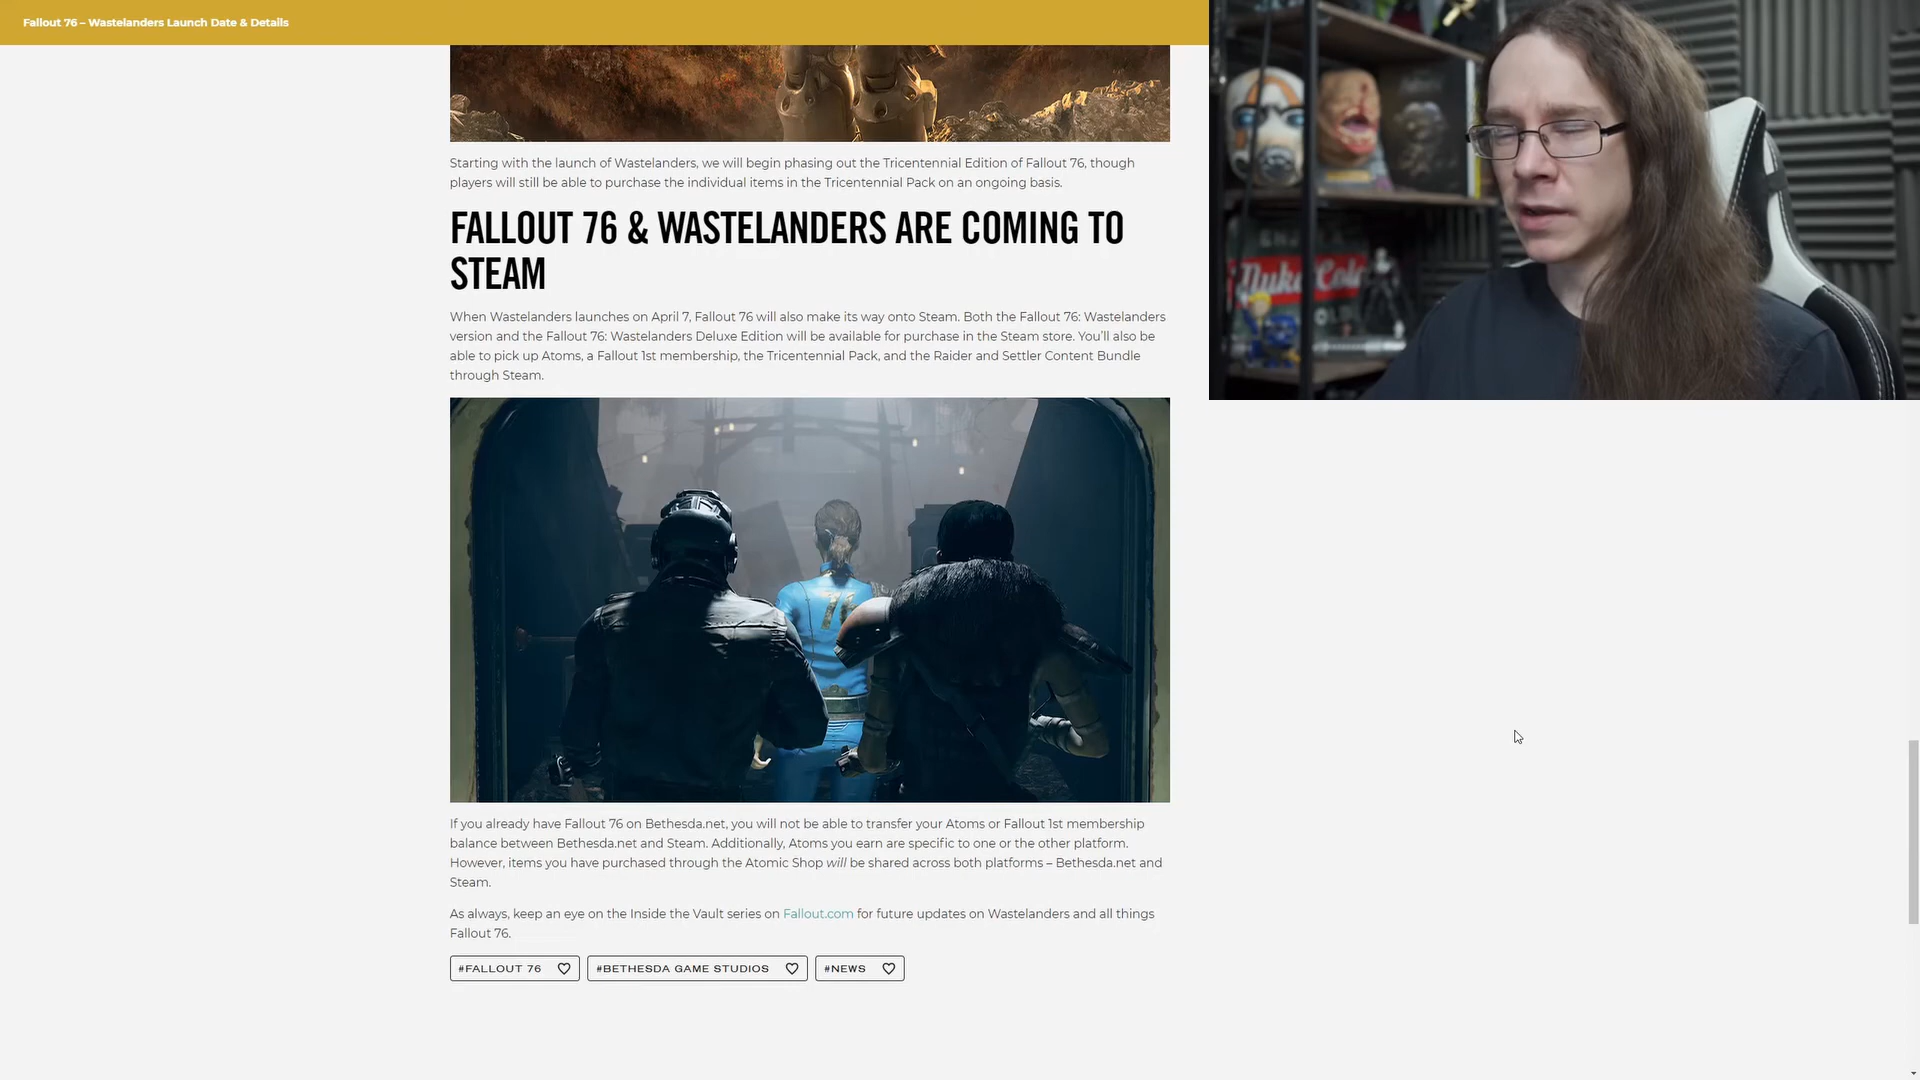 Fallout 76 – Wastelanders Launch Date & Details
Starting with the launch of Wastelanders, we will begin phasing out the Tricentennial Edition of Fallout 76, though
players will still be able to purchase the individual items in the Tricentennial Pack on an ongoing basis.
FALLOUT 76 & WASTELANDERS ARE COMING TO
STEAM
When Wastelanders launches on April 7, Fallout 76 will also make its way onto Steam. Both the Fallout 76: Wastelanders
version and the Fallout 76: Wastelanders Deluxe Edition will be available for purchase in the Steam store. You'll also be
able to pick up Atoms, a Fallout 1st membership, the Tricentennial Pack, and the Raider and Settler Content Bundle
through Steam.
76
If you already have Fallout 76 on Bethesda.net, you will not be able to transfer your Atoms or Fallout 1st membership
balance between Bethesda.net and Steam. Additionally, Atoms you earn are specific to one or the other platform.
However, items you have purchased through the Atomic Shop will be shared across both platforms – Bethesda.net and
Steam.
As always, keep an eye on the Inside the Vault series on Fallout.com for future updates on Wastelanders and all things
Fallout 76.
#FALLOUT 76
#BETHESDA GAME STUDIOS
#NEWS
Nuka Cola